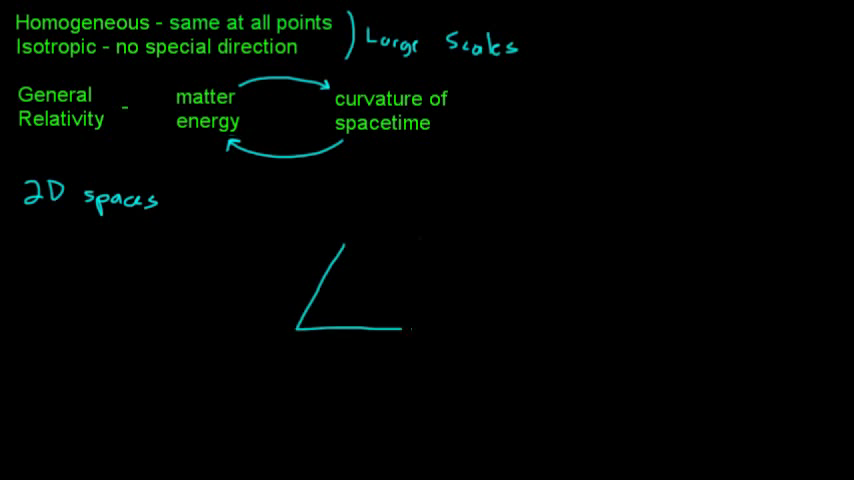 Homogeneous - same at all points
Isotropic - no special direction
Large Scales
General Relativity -
matter energy
curvature of spacetime
2D spaces